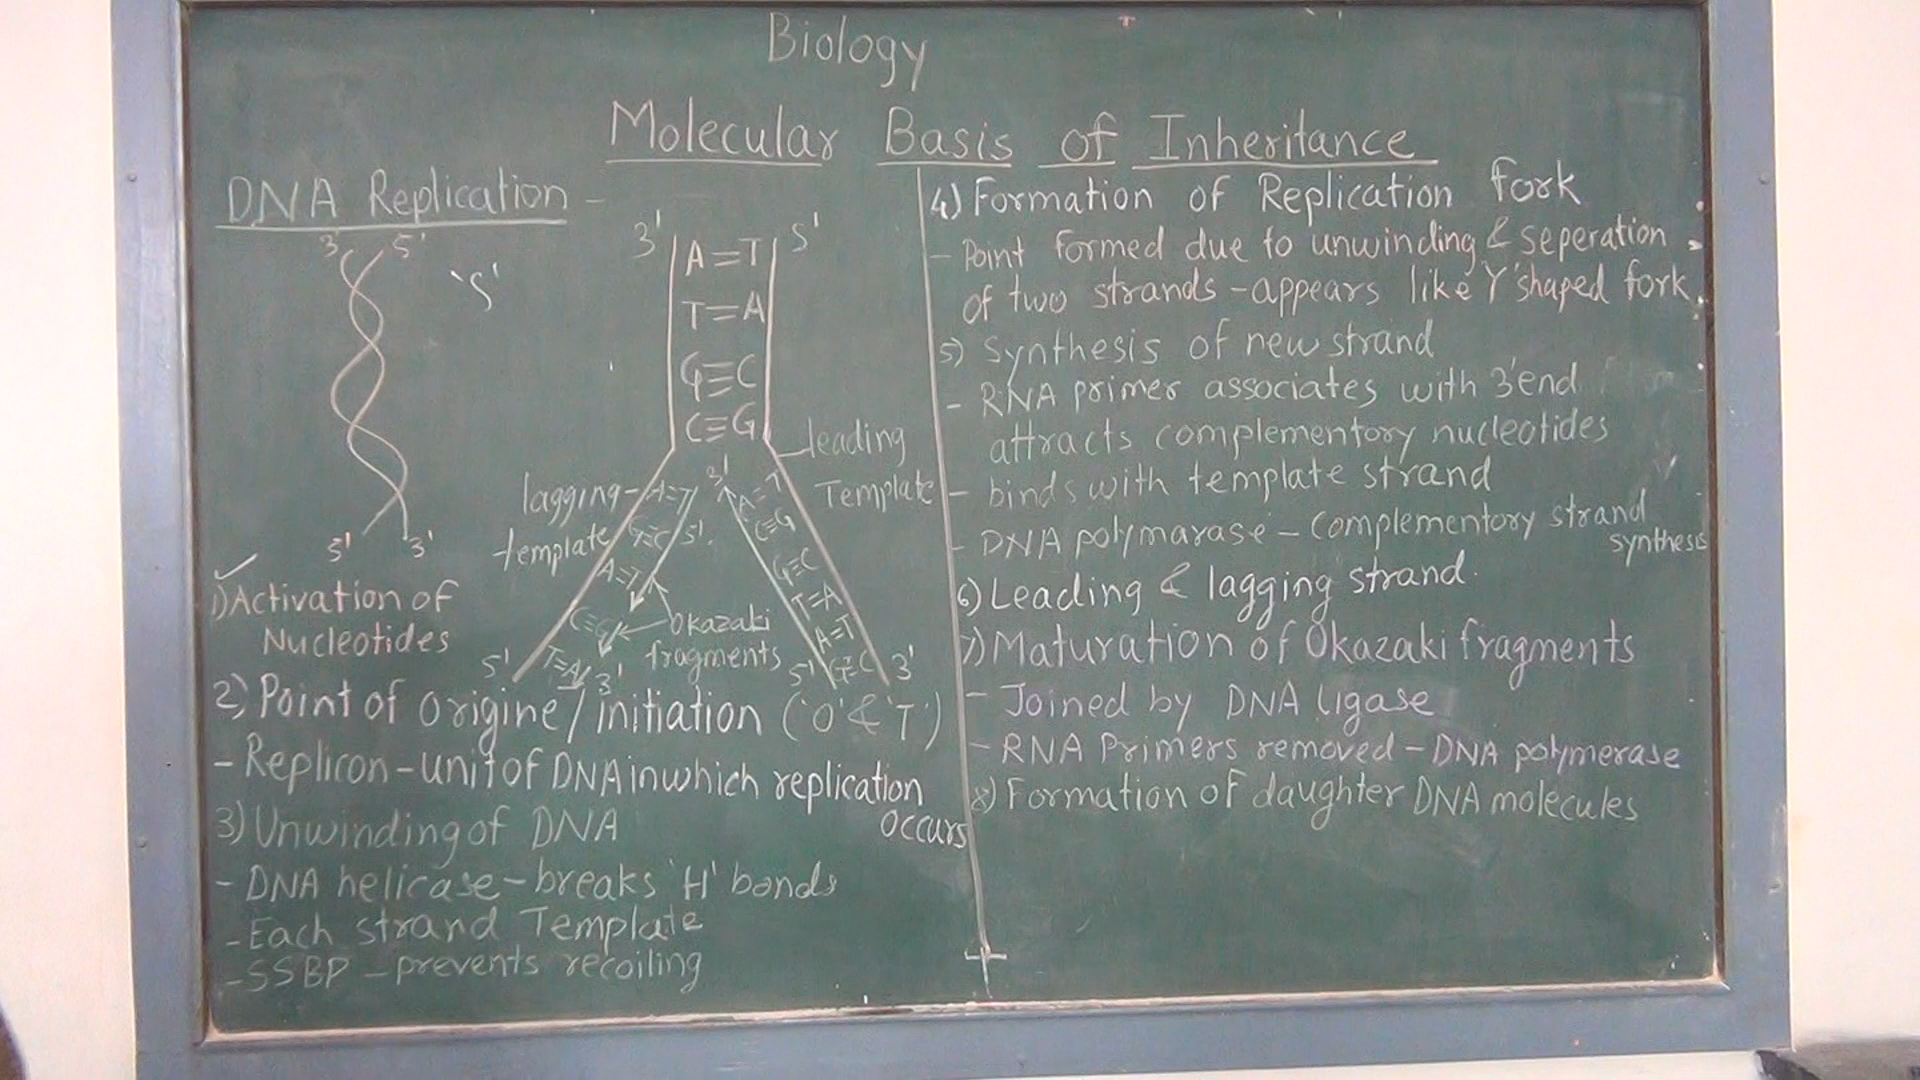 Biology
Molecular Basis of Inheritance
DNA Replication -
3' 5'
'S'
5' 3'
3' 5'
A=T
T=A
G≡C
C≡G
leading
Template
lagging
template
3'
A=T
A=T
C≡G
G≡C
5'
A=T
G≡C
T=A
C≡G
A=T
Okazaki
fragments
5' T=A 3'
5' G≡C 3'
1) Activation of
Nucleotides
2) Point of origine / initiation ('O' & 'T')
- Replicon - unit of DNA in which replication
occurs
3) Unwinding of DNA
- DNA helicase - breaks 'H' bonds
- Each strand Template
- SSBP - prevents recoiling
4) Formation of Replication fork
- Point formed due to unwinding & seperation
of two strands - appears like 'Y' shaped fork.
5) Synthesis of new strand
- RNA primer associates with 3' end
attracts complementory nucleotides
- binds with template strand
- DNA polymarase - Complementory strand
synthesis
6) Leading & lagging strand.
7) Maturation of Okazaki fragments
- Joined by DNA ligase
- RNA Primers removed - DNA polymerase
8) Formation of daughter DNA molecules